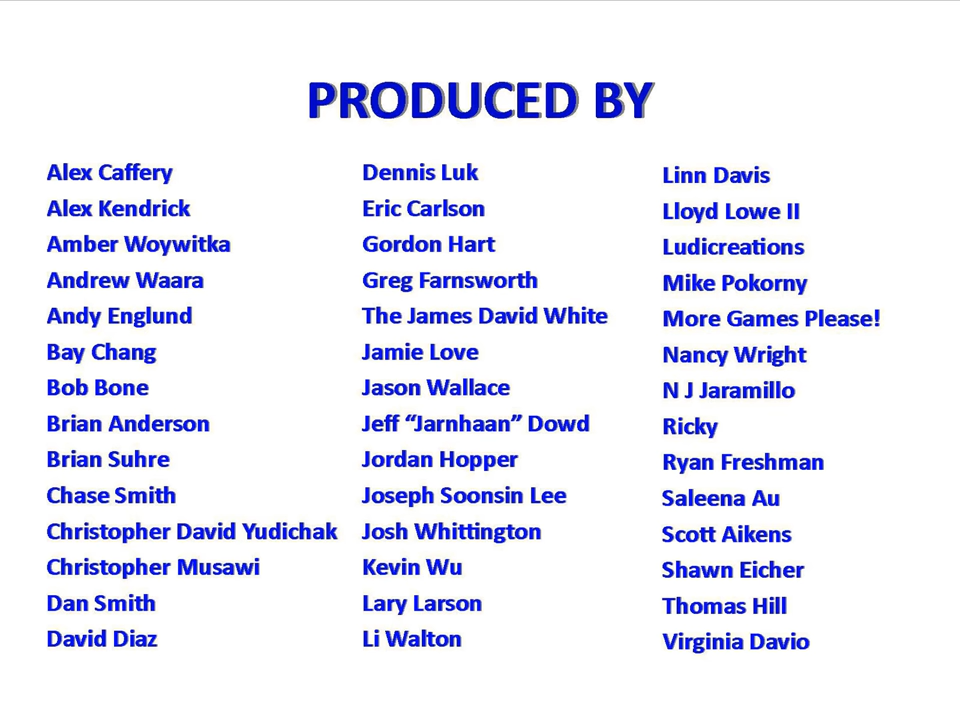 PRODUCED BY
Alex Caffery
Alex Kendrick
Amber Woywitka
Andrew Waara
Andy Englund
Bay Chang
Bob Bone
Brian Anderson
Brian Suhre
Chase Smith
Christopher David Yudichak
Christopher Musawi
Dan Smith
David Diaz
Dennis Luk
Eric Carlson
Gordon Hart
Greg Farnsworth
The James David White
Jamie Love
Jason Wallace
Jeff “Jarnhaan” Dowd
Jordan Hopper
Joseph Soonsin Lee
Josh Whittington
Kevin Wu
Lary Larson
Li Walton
Linn Davis
Lloyd Lowe II
Ludicreations
Mike Pokorny
More Games Please!
Nancy Wright
N J Jaramillo
Ricky
Ryan Freshman
Saleena Au
Scott Aikens
Shawn Eicher
Thomas Hill
Virginia Davio